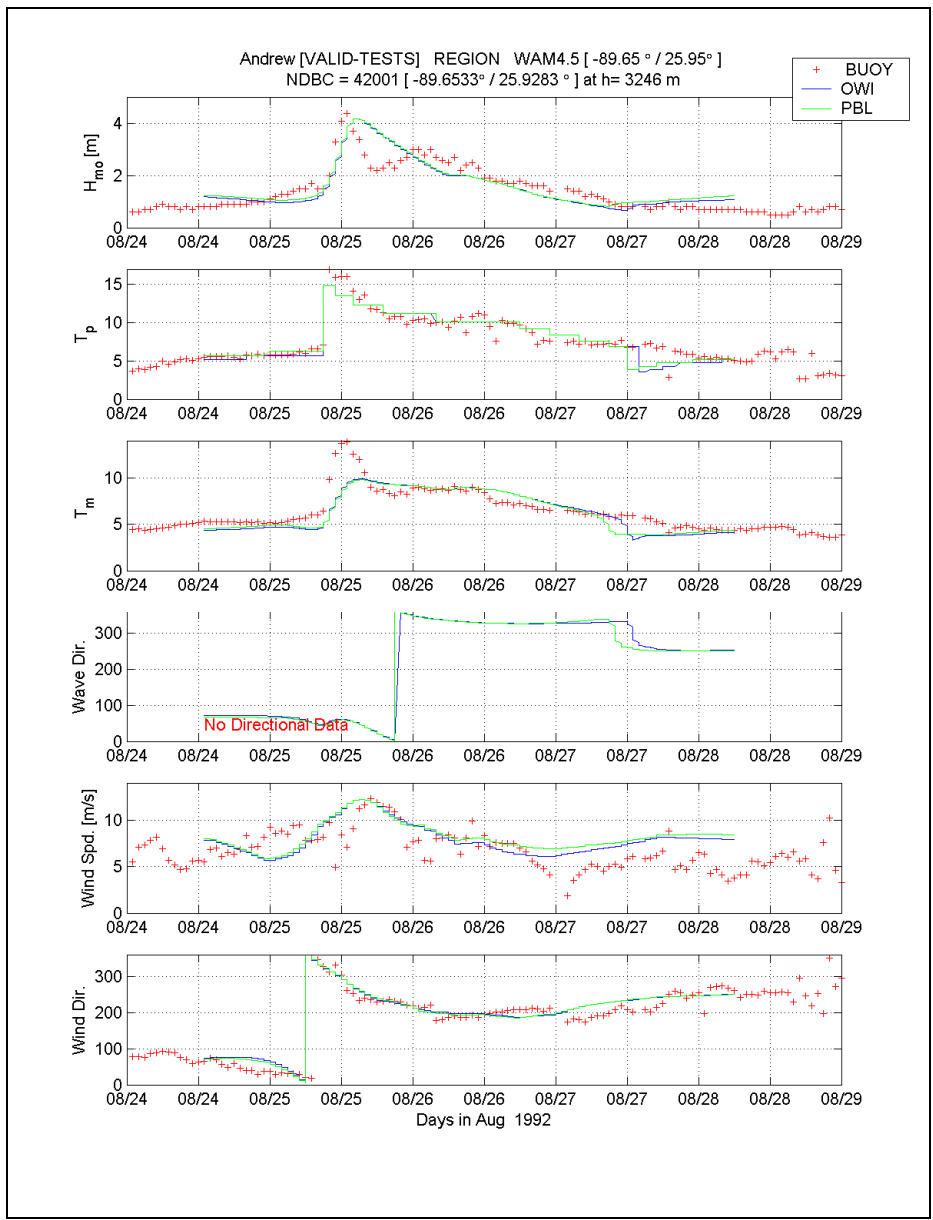 Andrew [VALID-TESTS] REGION WAM4.5 [ -89.65 ° / 25.95° ]
NDBC = 42001 [ -89.6533° / 25.9283 ° ] at h= 3246 m
BUOY
OWI
PBL
Hmo [m]
4
2
0
08/24 08/24 08/25 08/25 08/26 08/26 08/27 08/27 08/28 08/28 08/29
Tp
15
10
5
0
08/24 08/24 08/25 08/25 08/26 08/26 08/27 08/27 08/28 08/28 08/29
Tm
10
5
0
08/24 08/24 08/25 08/25 08/26 08/26 08/27 08/27 08/28 08/28 08/29
Wave Dir.
300
200
100
0
No Directional Data
08/24 08/24 08/25 08/25 08/26 08/26 08/27 08/27 08/28 08/28 08/29
Wind Spd. [m/s]
10
5
0
08/24 08/24 08/25 08/25 08/26 08/26 08/27 08/27 08/28 08/28 08/29
Wind Dir.
300
200
100
0
08/24 08/24 08/25 08/25 08/26 08/26 08/27 08/27 08/28 08/28 08/29
Days in Aug 1992